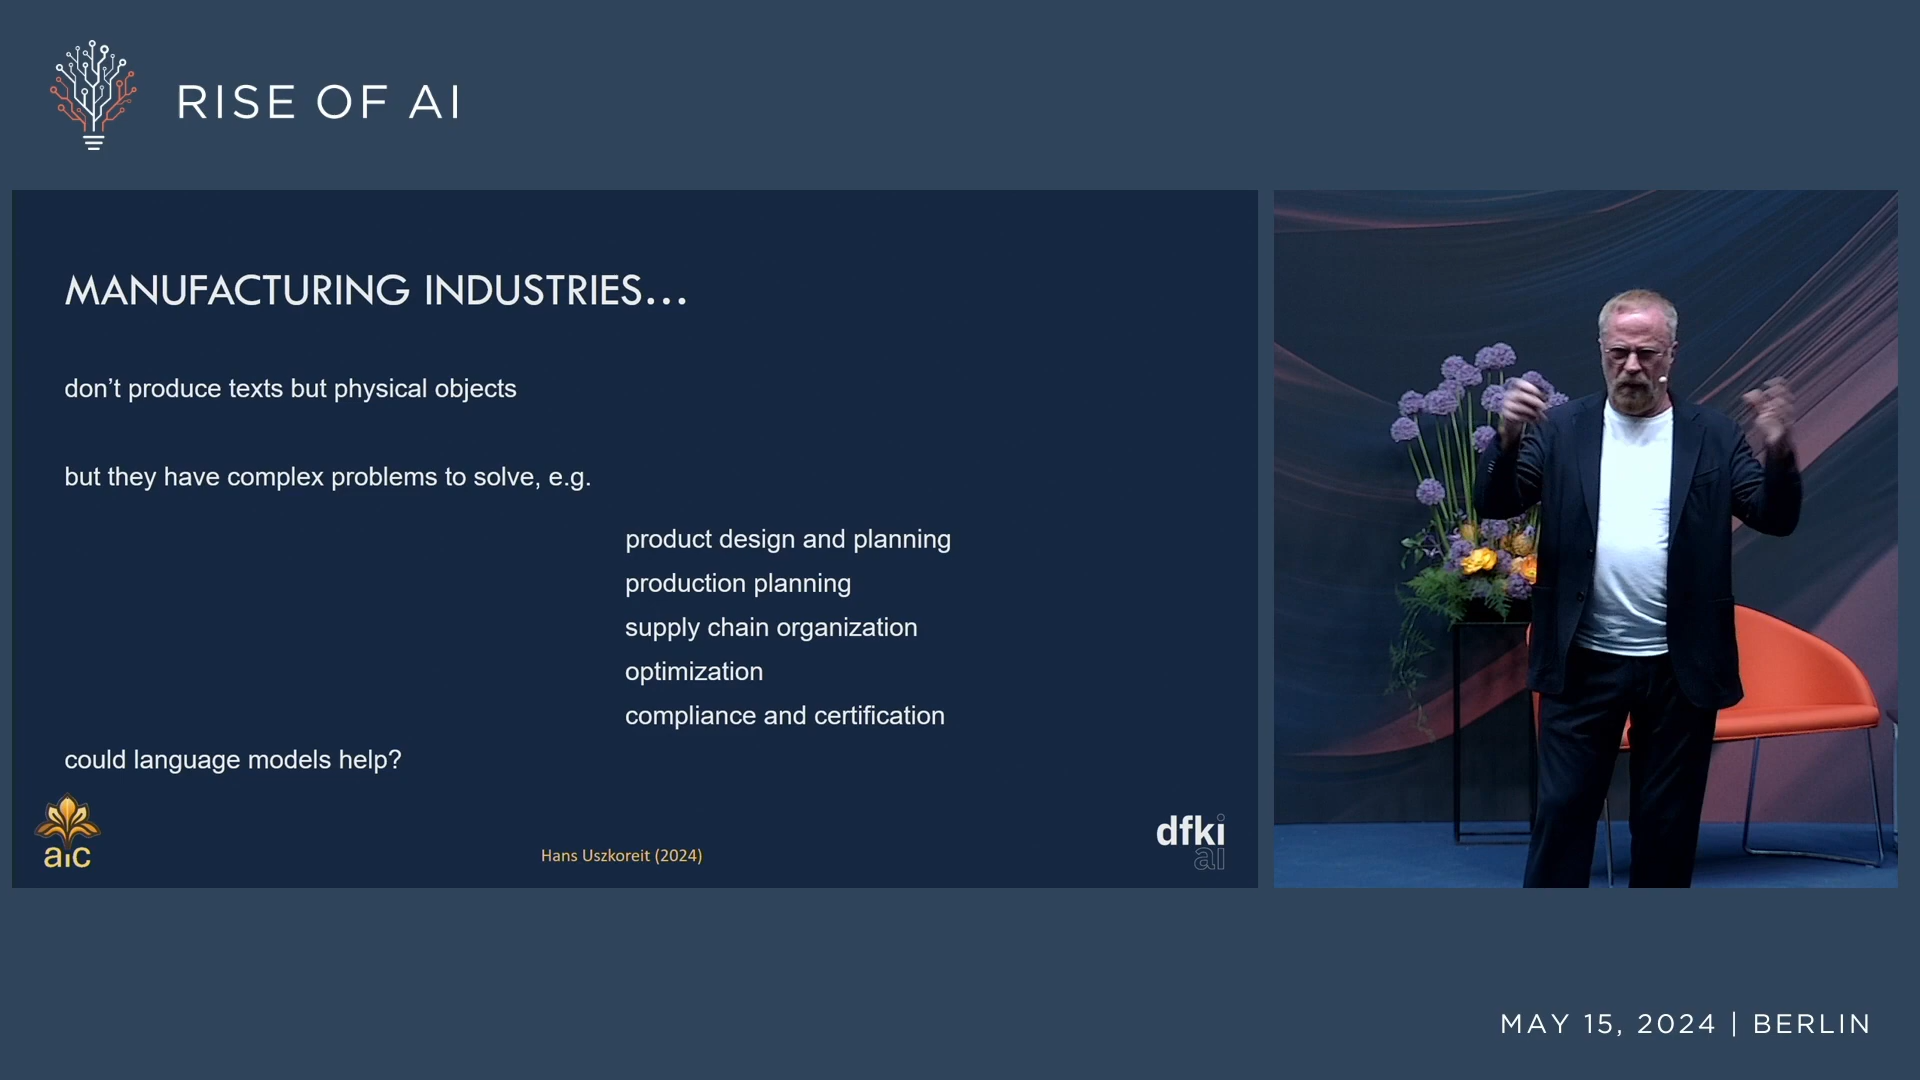 RISE OF AI
MANUFACTURING INDUSTRIES...
don't produce texts but physical objects
but they have complex problems to solve, e.g.
product design and planning
production planning
supply chain organization
optimization
compliance and certification
could language models help?
aic
Hans Uszkoreit (2024)
dfki
ai
MAY 15, 2024 | BERLIN